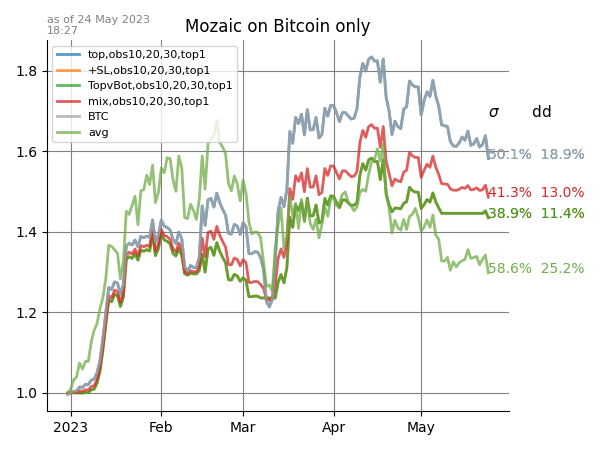 as of 24 May 2023
18:27
Mozaic on Bitcoin only
top,obs10,20,30,top1
+SL,obs10,20,30,top1
TopvBot,obs10,20,30,top1
mix,obs10,20,30,top1
BTC
avg
σ dd
50.1% 18.9%
41.3% 13.0%
38.9% 11.4%
58.6% 25.2%
1.8
1.6
1.4
1.2
1.0
2023 Feb Mar Apr May